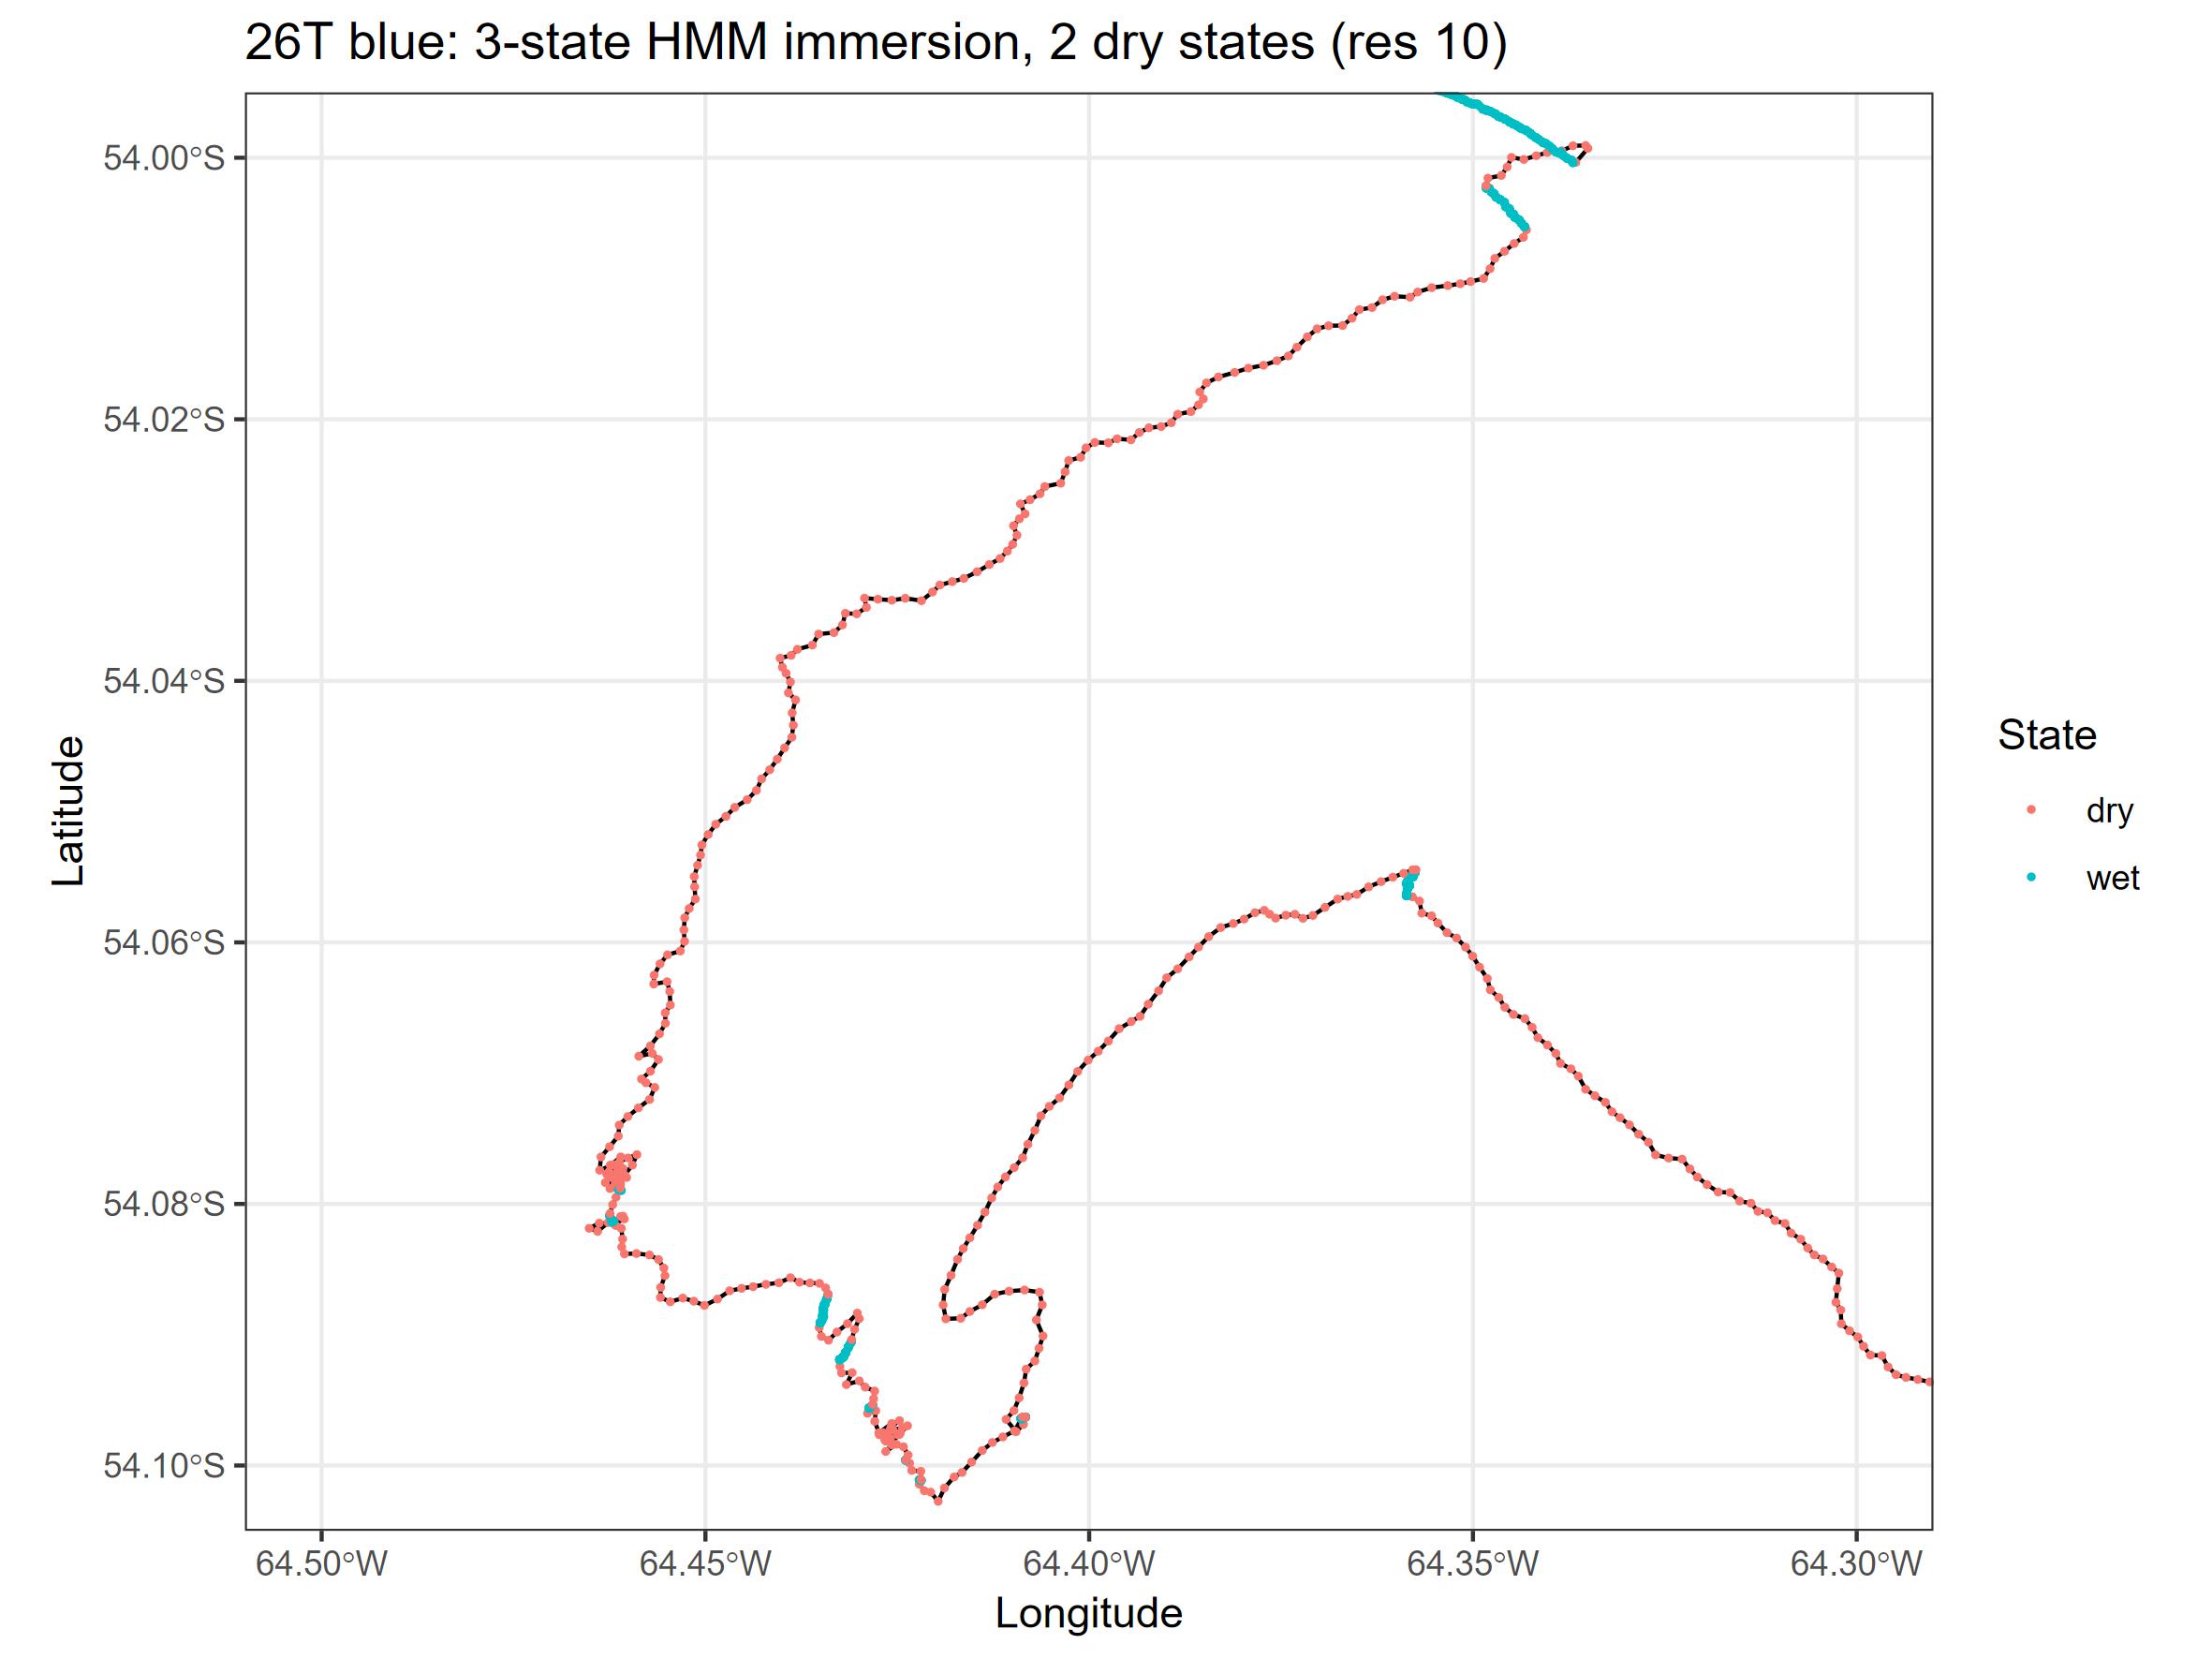 26T blue: 3-state HMM immersion, 2 dry states (res 10)
54.00°S
54.02°S
54.04°S
54.06°S
54.08°S
54.10°S
Latitude
64.50°W
64.45°W
64.40°W
64.35°W
64.30°W
Longitude
State
dry
wet